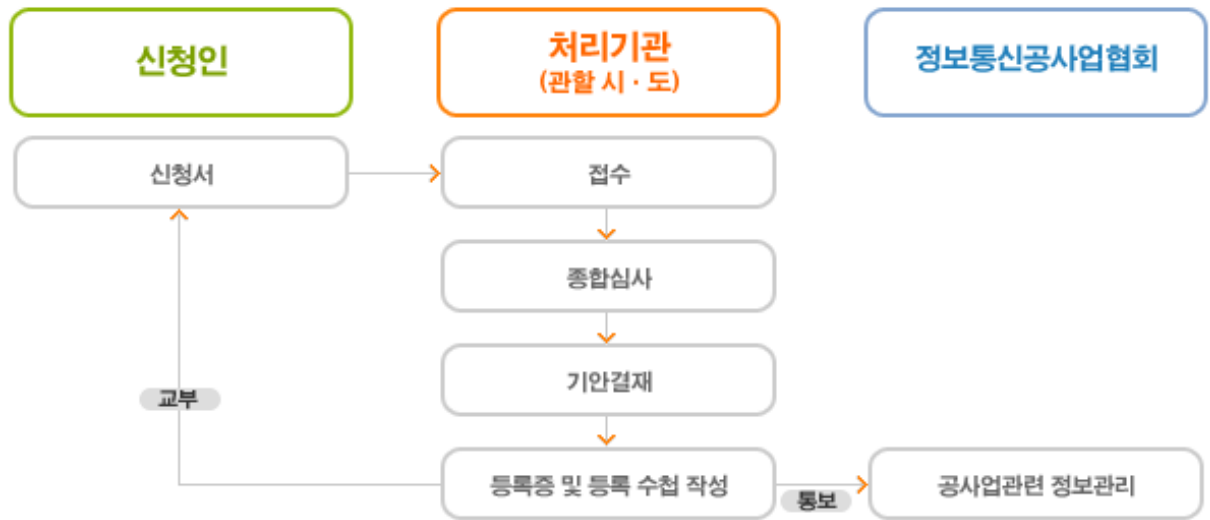 신청인
처리기관
(관할 시 · 도)
정보통신공사업협회
신청서
접수
종합심사
기안결재
교부
등록증 및 등록 수첩 작성
통보
공사업관련 정보관리